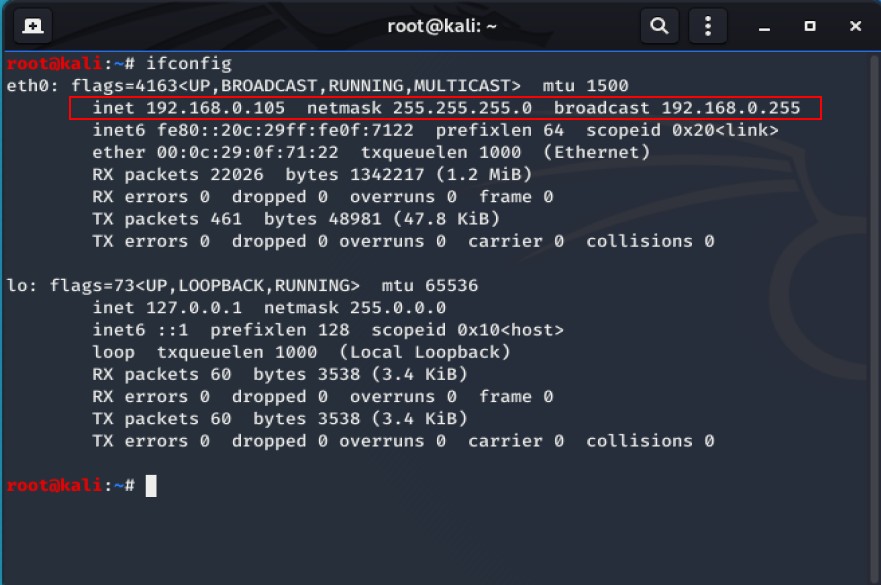 root@kali: ~
root@kali:~# ifconfig
eth0: flags=4163<UP,BROADCAST,RUNNING,MULTICAST>  mtu 1500
        inet 192.168.0.105  netmask 255.255.255.0  broadcast 192.168.0.255
        inet6 fe80::20c:29ff:fe0f:7122  prefixlen 64  scopeid 0x20<link>
        ether 00:0c:29:0f:71:22  txqueuelen 1000  (Ethernet)
        RX packets 22026  bytes 1342217 (1.2 MiB)
        RX errors 0  dropped 0  overruns 0  frame 0
        TX packets 461  bytes 48981 (47.8 KiB)
        TX errors 0  dropped 0 overruns 0  carrier 0  collisions 0
lo: flags=73<UP,LOOPBACK,RUNNING>  mtu 65536
        inet 127.0.0.1  netmask 255.0.0.0
        inet6 ::1  prefixlen 128  scopeid 0x10<host>
        loop  txqueuelen 1000  (Local Loopback)
        RX packets 60  bytes 3538 (3.4 KiB)
        RX errors 0  dropped 0  overruns 0  frame 0
        TX packets 60  bytes 3538 (3.4 KiB)
        TX errors 0  dropped 0 overruns 0  carrier 0  collisions 0
root@kali:~#